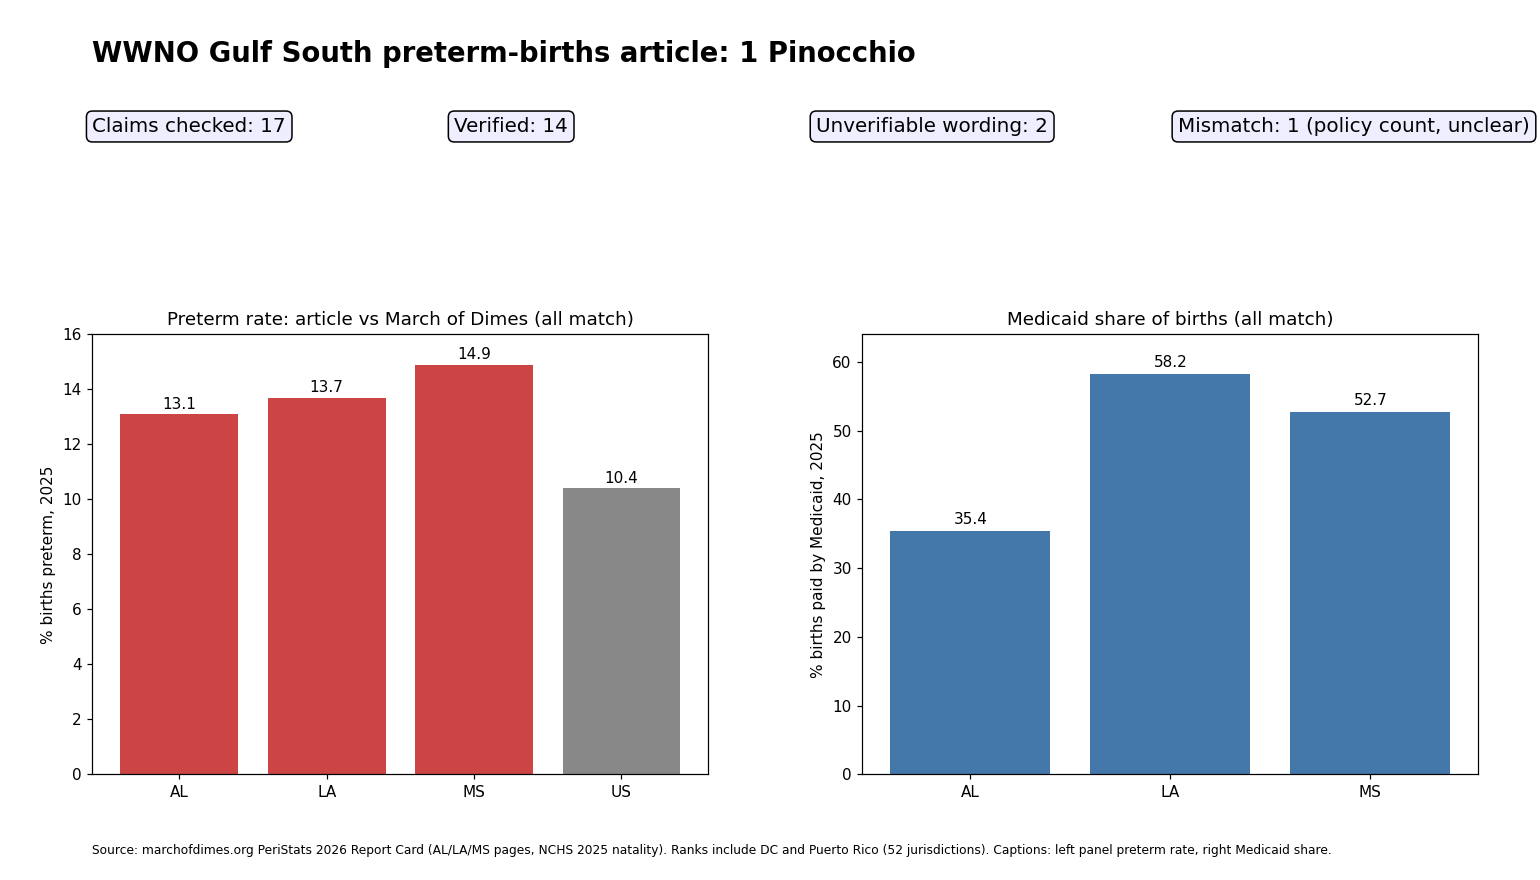 WWNO Gulf South preterm-births article: 1 Pinocchio
Claims checked: 17
Verified: 14
Unverifiable wording: 2
Mismatch: 1 (policy count, unclear)
Preterm rate: article vs March of Dimes (all match)
% births preterm, 2025
16
14
12
10
8
6
4
2
0
13.1
13.7
14.9
10.4
AL
LA
MS
US
Medicaid share of births (all match)
% births paid by Medicaid, 2025
60
50
40
30
20
10
0
35.4
58.2
52.7
AL
LA
MS
Source: marchofdimes.org PeriStats 2026 Report Card (AL/LA/MS pages, NCHS 2025 natality). Ranks include DC and Puerto Rico (52 jurisdictions). Captions: left panel preterm rate, right Medicaid share.